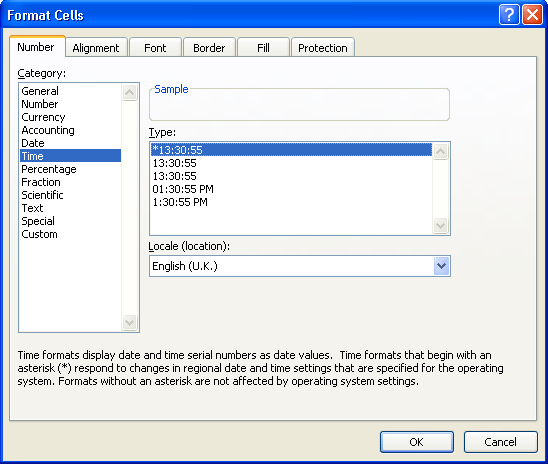 Format Cells
Number Alignment Font Border Fill Protection
Category:
General
Number
Currency
Accounting
Date
Time
Percentage
Fraction
Scientific
Text
Special
Custom
Sample
Type:
*13:30:55
13:30:55
13:30:55
01:30:55 PM
1:30:55 PM
Locale (location):
English (U.K.)
Time formats display date and time serial numbers as date values.  Time formats that begin with an
asterisk (*) respond to changes in regional date and time settings that are specified for the operating
system. Formats without an asterisk are not affected by operating system settings.
OK Cancel